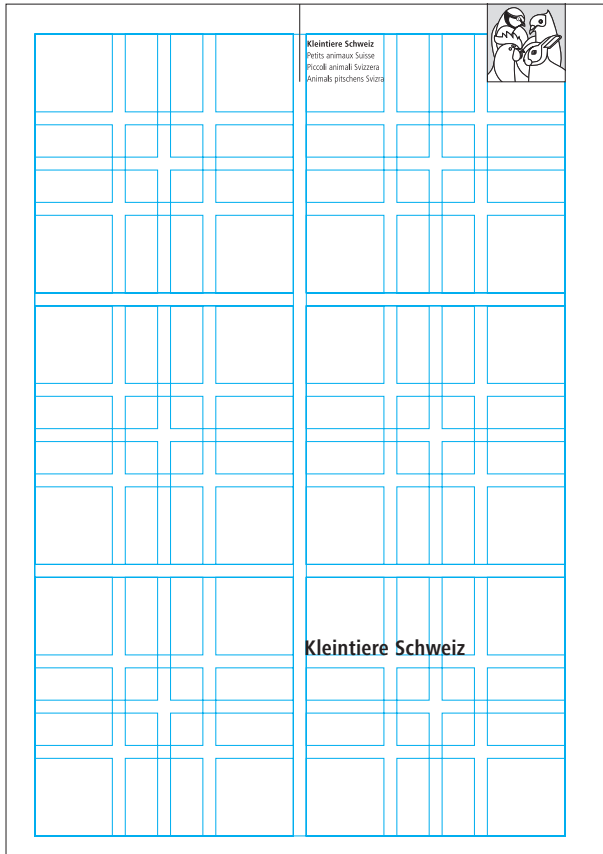 Kleintiere Schweiz
Petits animaux Suisse
Piccoli animali Svizzera
Animals pitschens Svizra
Kleintiere Schweiz